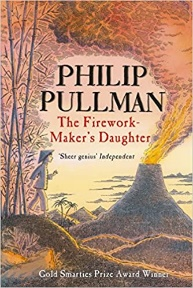 PHILIP
PULLMAN
The Firework-
Maker's Daughter
'Sheer genius' Independent
Gold Smarties Prize Award Winner